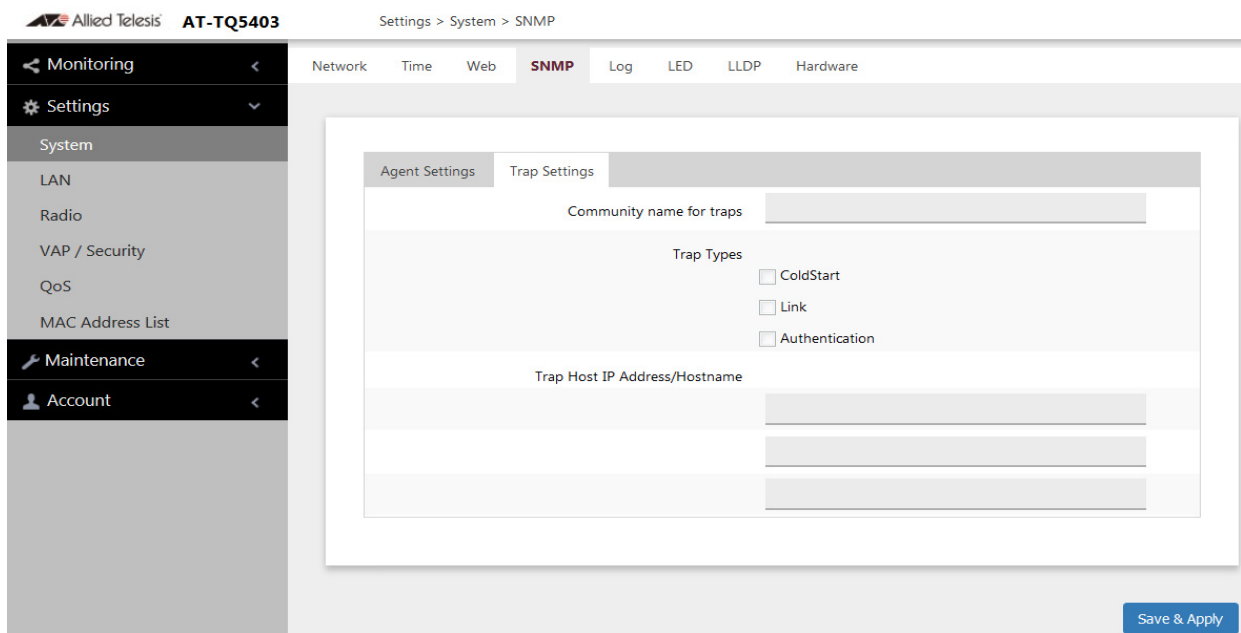 Allied Telesis AT-TQ5403 Settings > System > SNMP
Monitoring
Network Time Web SNMP Log LED LLDP Hardware
Settings
System
LAN
Radio
VAP / Security
QoS
MAC Address List
Maintenance
Account
Agent Settings Trap Settings
Community name for traps
Trap Types
ColdStart
Link
Authentication
Trap Host IP Address/Hostname
Save & Apply